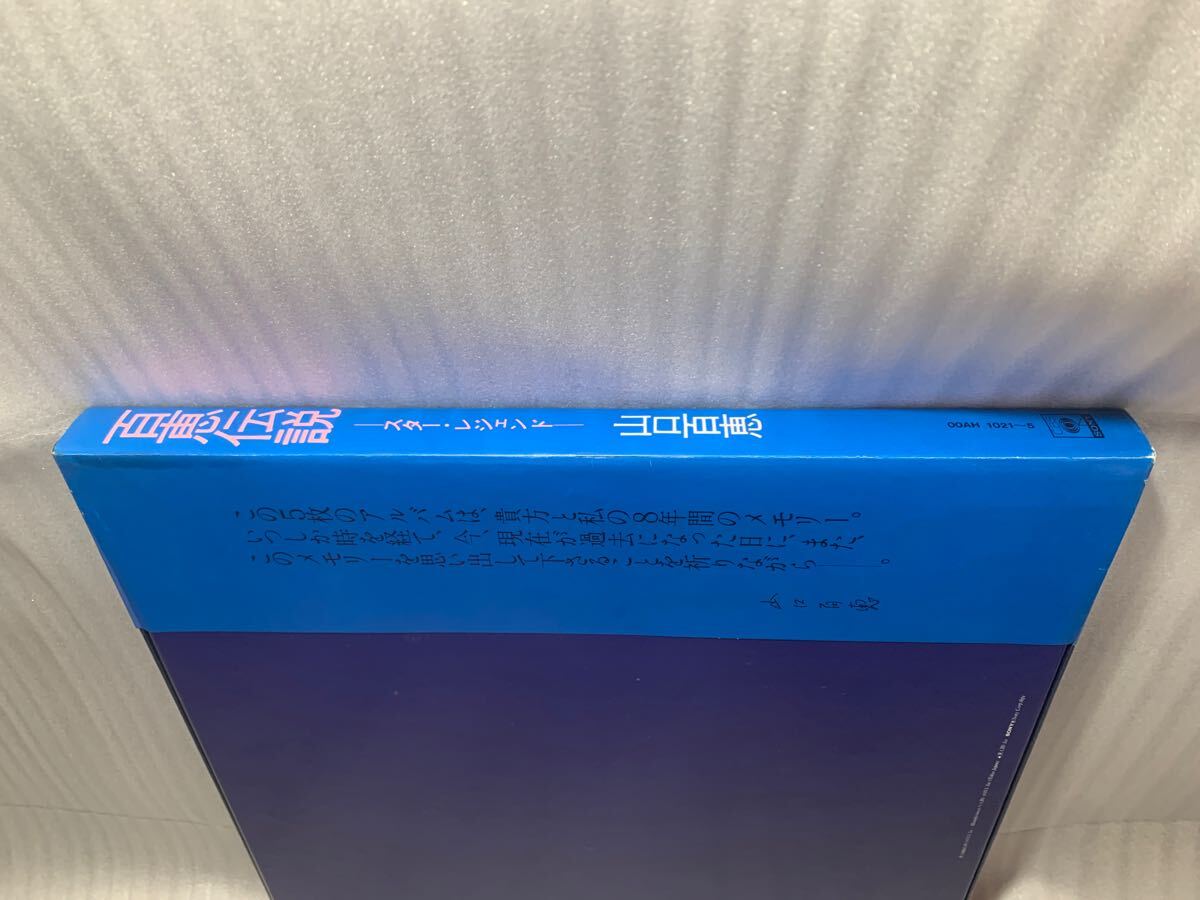 百恵伝説 ─スター・レジェンド─ 山口百恵 00AH 1021〜5 SONY
この5枚のアルバムは、貴方と私の8年間のメモリー。
いつしか時を経て、今、現在が過去になった日に、また、
このメモリーを思い出して下さることを祈りながら───。
山口百恵